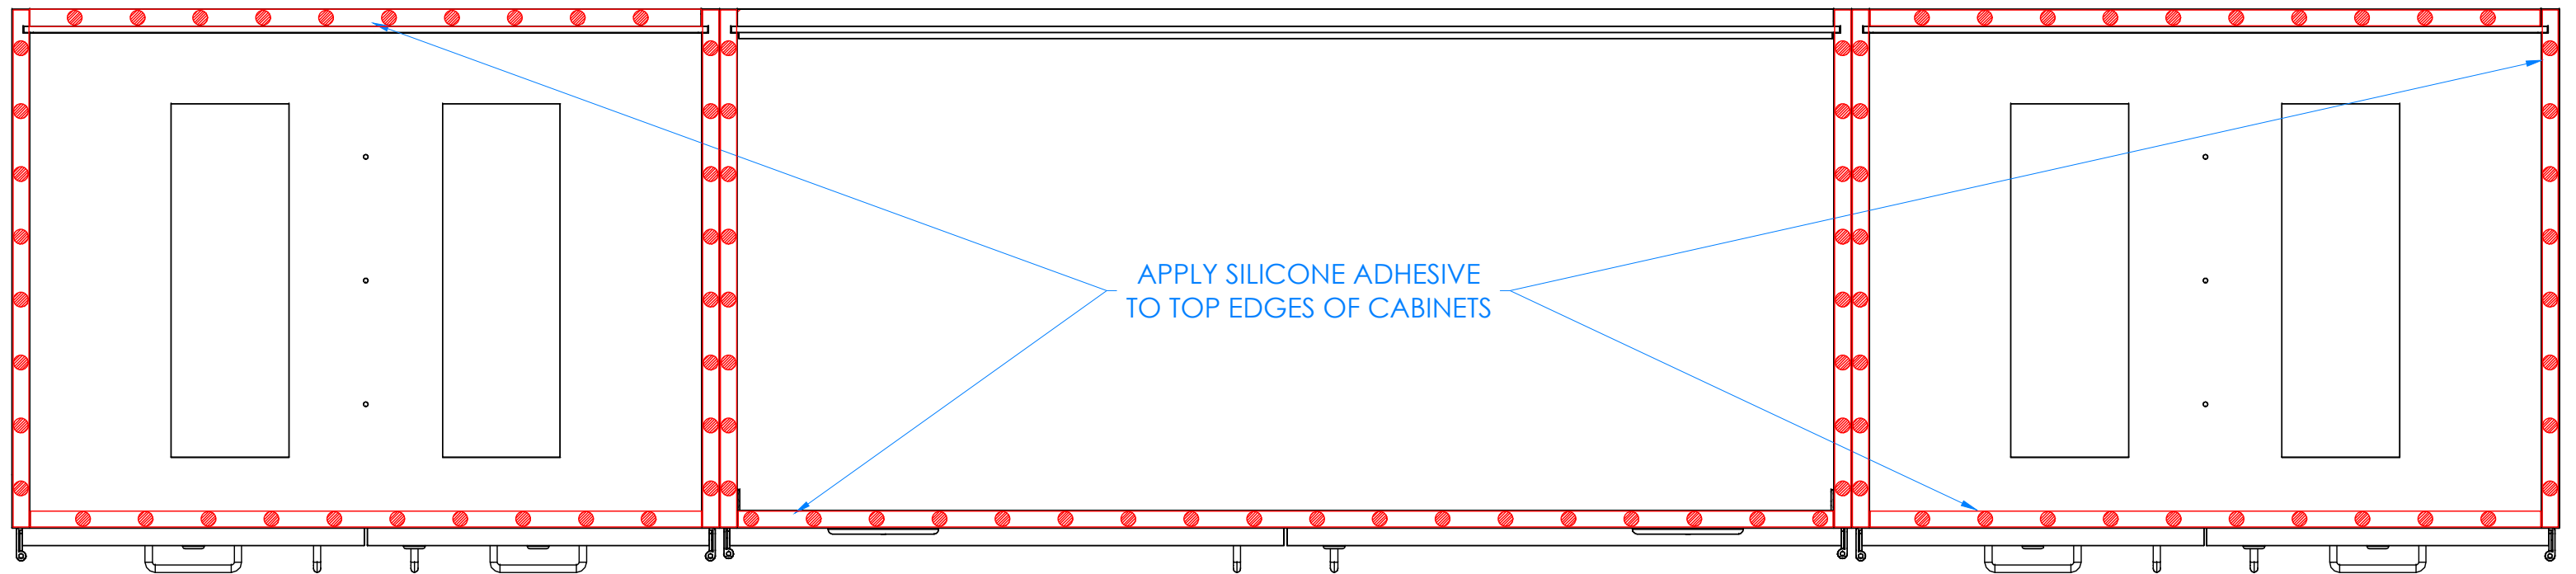 APPLY SILICONE ADHESIVE
TO TOP EDGES OF CABINETS